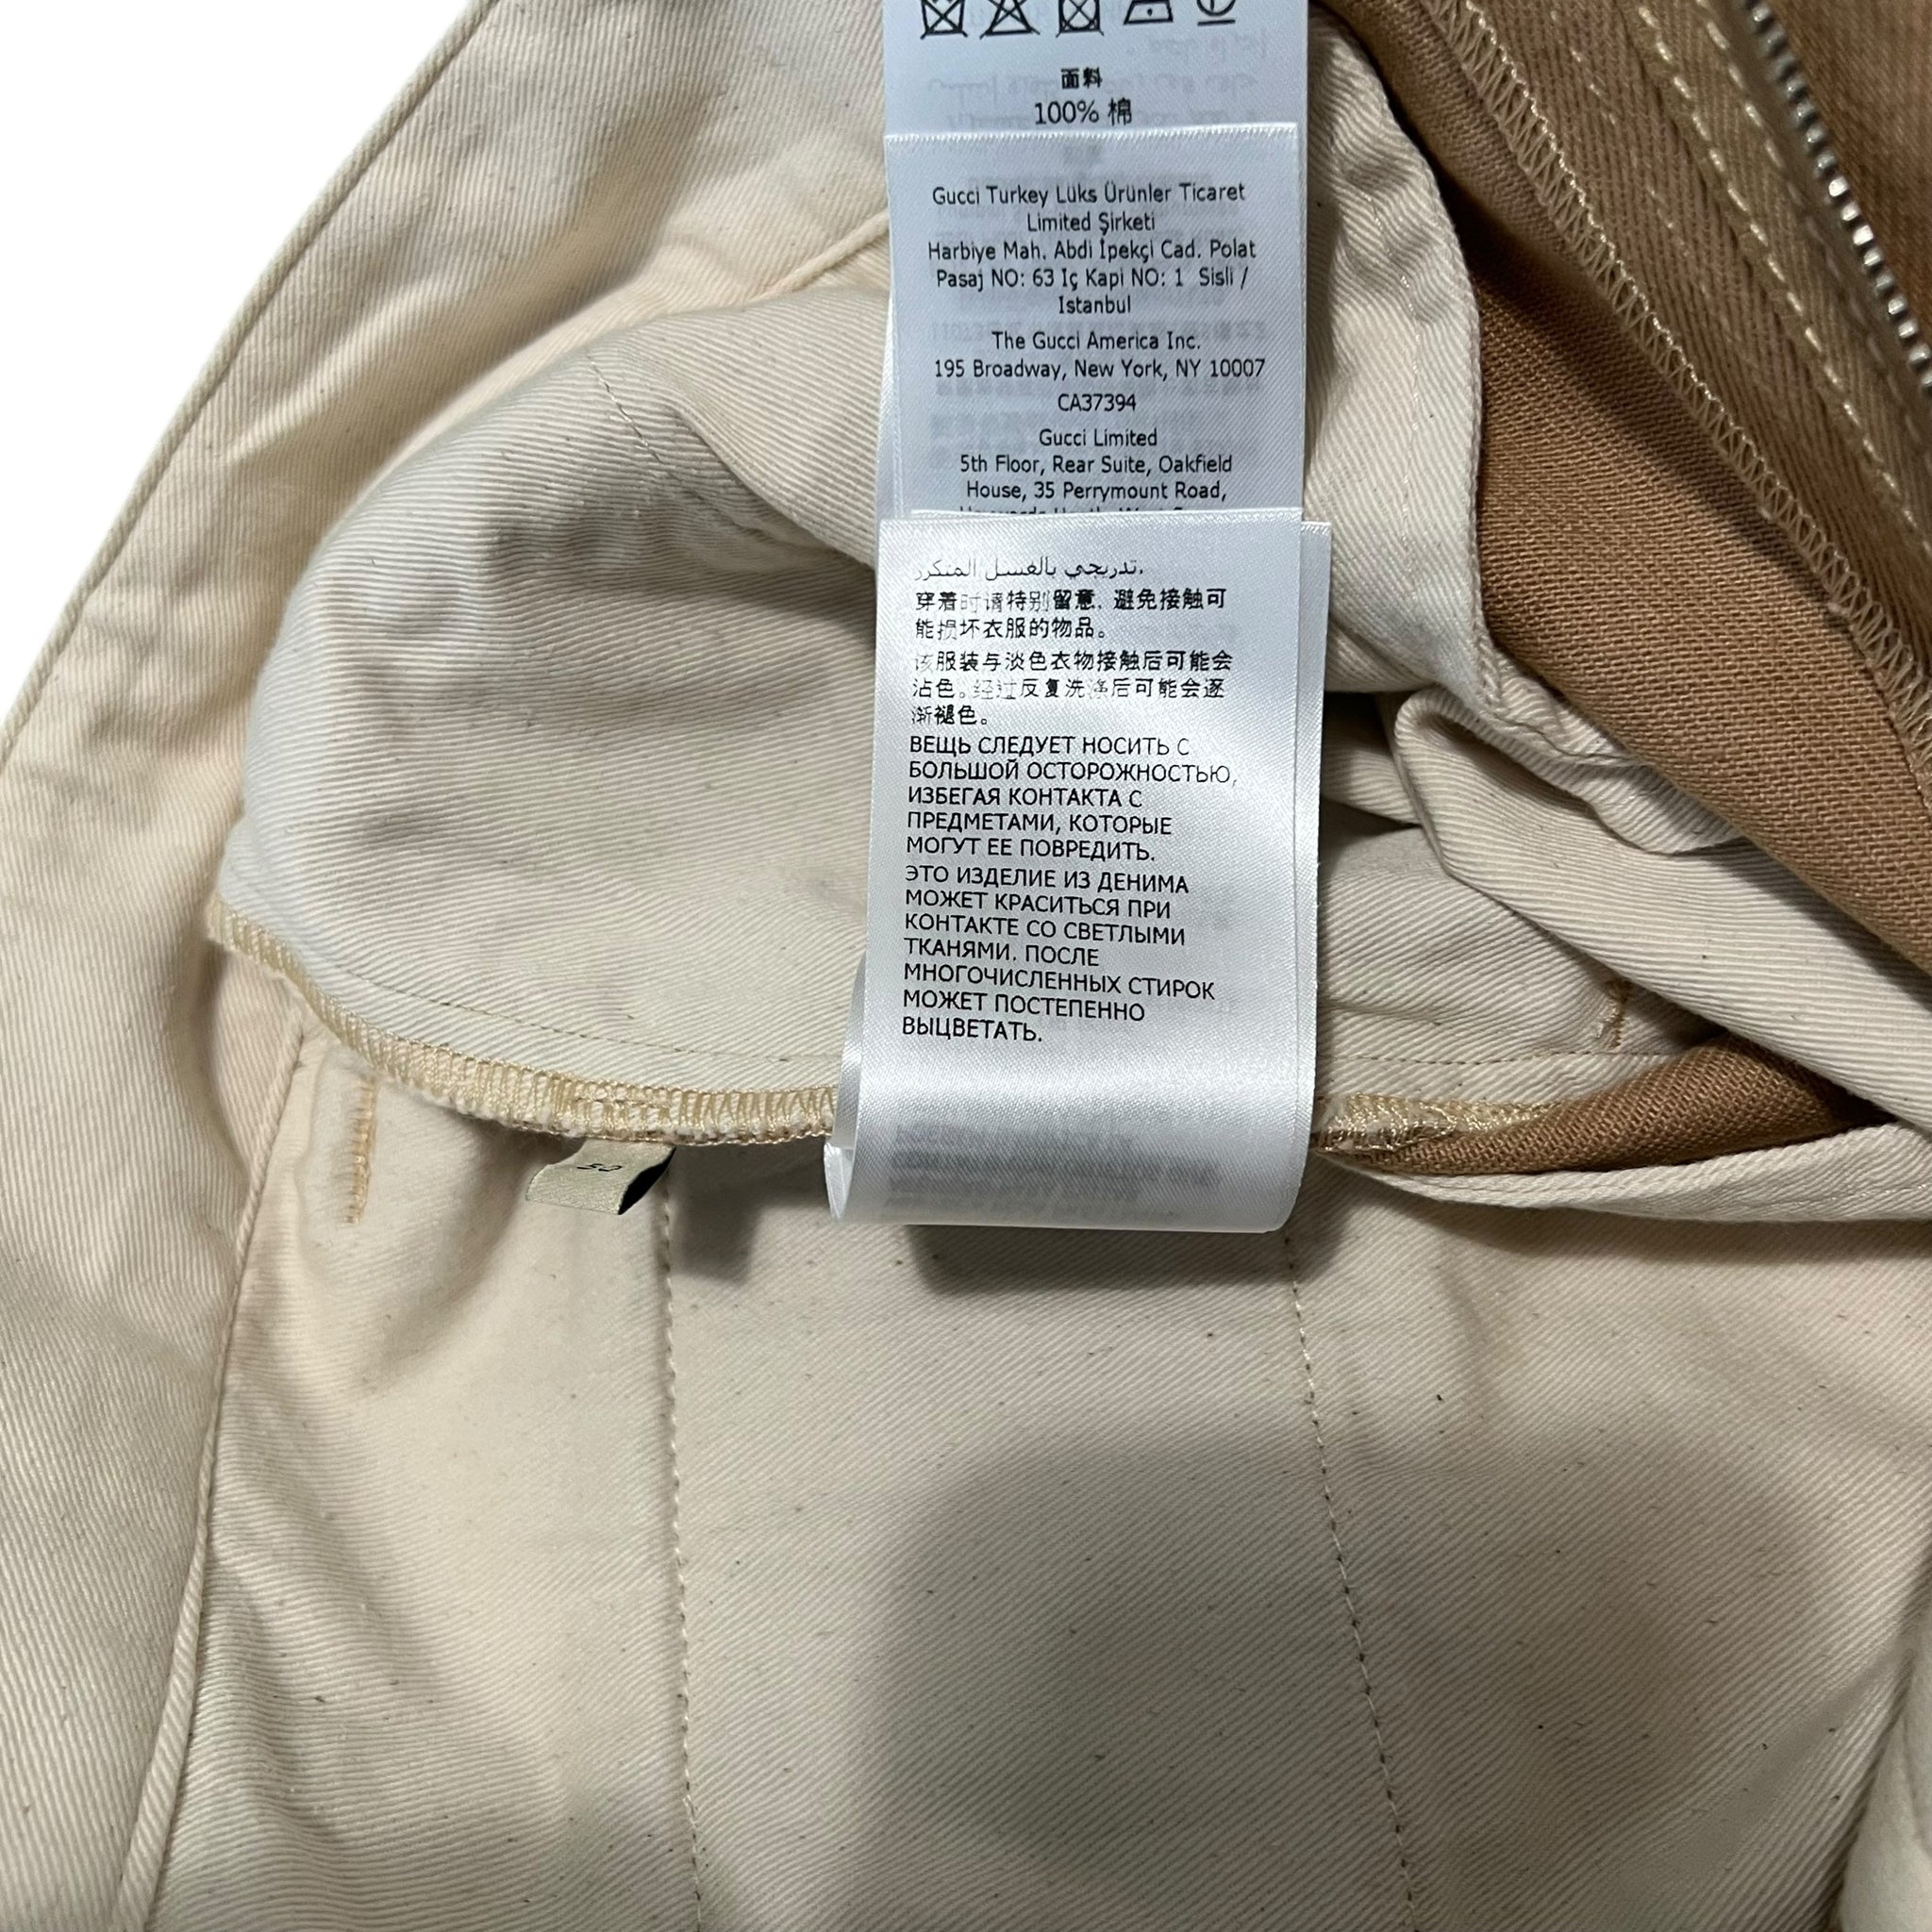 面料
100% 棉
Gucci Turkey Lüks Ürünler Ticaret
Limited Şirketi
Harbiye Mah. Abdi İpekçi Cad. Polat
Pasaj NO: 63 Iç Kapi NO: 1 Sisli /
Istanbul
The Gucci America Inc.
195 Broadway, New York, NY 10007
CA37394
Gucci Limited
5th Floor, Rear Suite, Oakfield
House, 35 Perrymount Road,
تدريجي بالغسل المتكرر.
穿着时请特别留意, 避免接触可
能损坏衣服的物品。
该服装与淡色衣物接触后可能会
沾色。经过反复洗涤后可能会逐
渐褪色。
ВЕЩЬ СЛЕДУЕТ НОСИТЬ С
БОЛЬШОЙ ОСТОРОЖНОСТЬЮ,
ИЗБЕГАЯ КОНТАКТА С
ПРЕДМЕТАМИ, КОТОРЫЕ
МОГУТ ЕЕ ПОВРЕДИТЬ.
ЭТО ИЗДЕЛИЕ ИЗ ДЕНИМА
МОЖЕТ КРАСИТЬСЯ ПРИ
КОНТАКТЕ СО СВЕТЛЫМИ
ТКАНЯМИ. ПОСЛЕ
МНОГОЧИСЛЕННЫХ СТИРОК
МОЖЕТ ПОСТЕПЕННО
ВЫЦВЕТАТЬ.
50